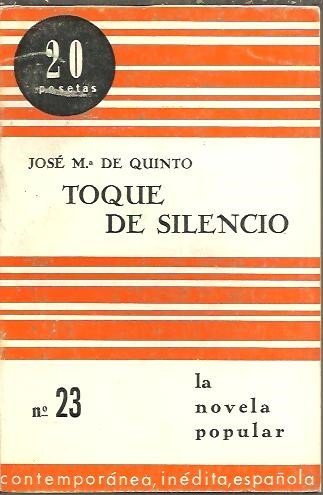 20
pesetas
JOSÉ M.ª DE QUINTO
TOQUE
DE SILENCIO
nº 23
la
novela
popular
contemporánea, inédita, española